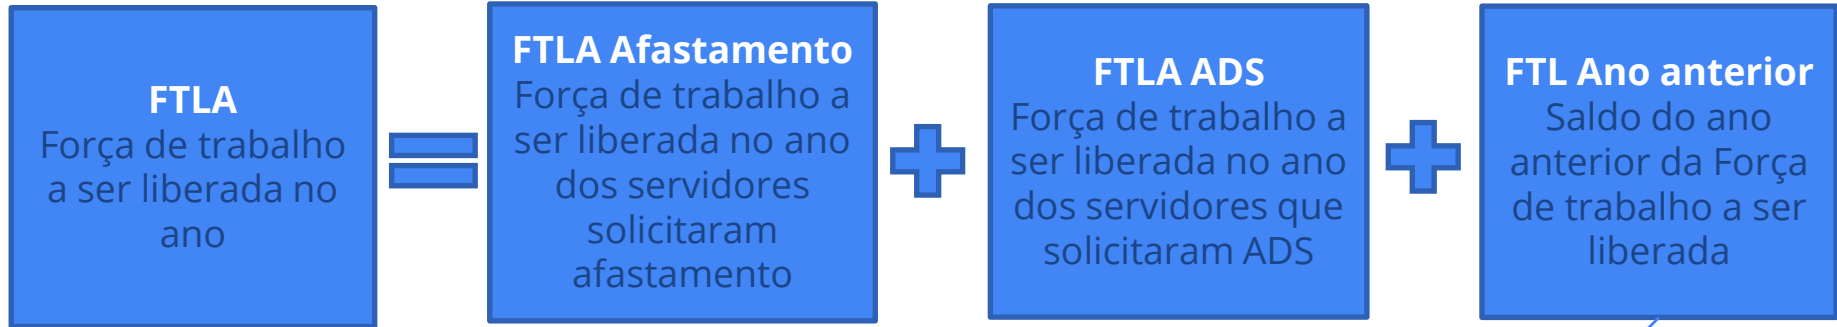 FTLA
Força de trabalho
a ser liberada no
ano
FTLA Afastamento
Força de trabalho a
ser liberada no ano
dos servidores
solicitaram
afastamento
FTLA ADS
Força de trabalho a
ser liberada no ano
dos servidores que
solicitaram ADS
FTL Ano anterior
Saldo do ano
anterior da Força
de trabalho a ser
liberada